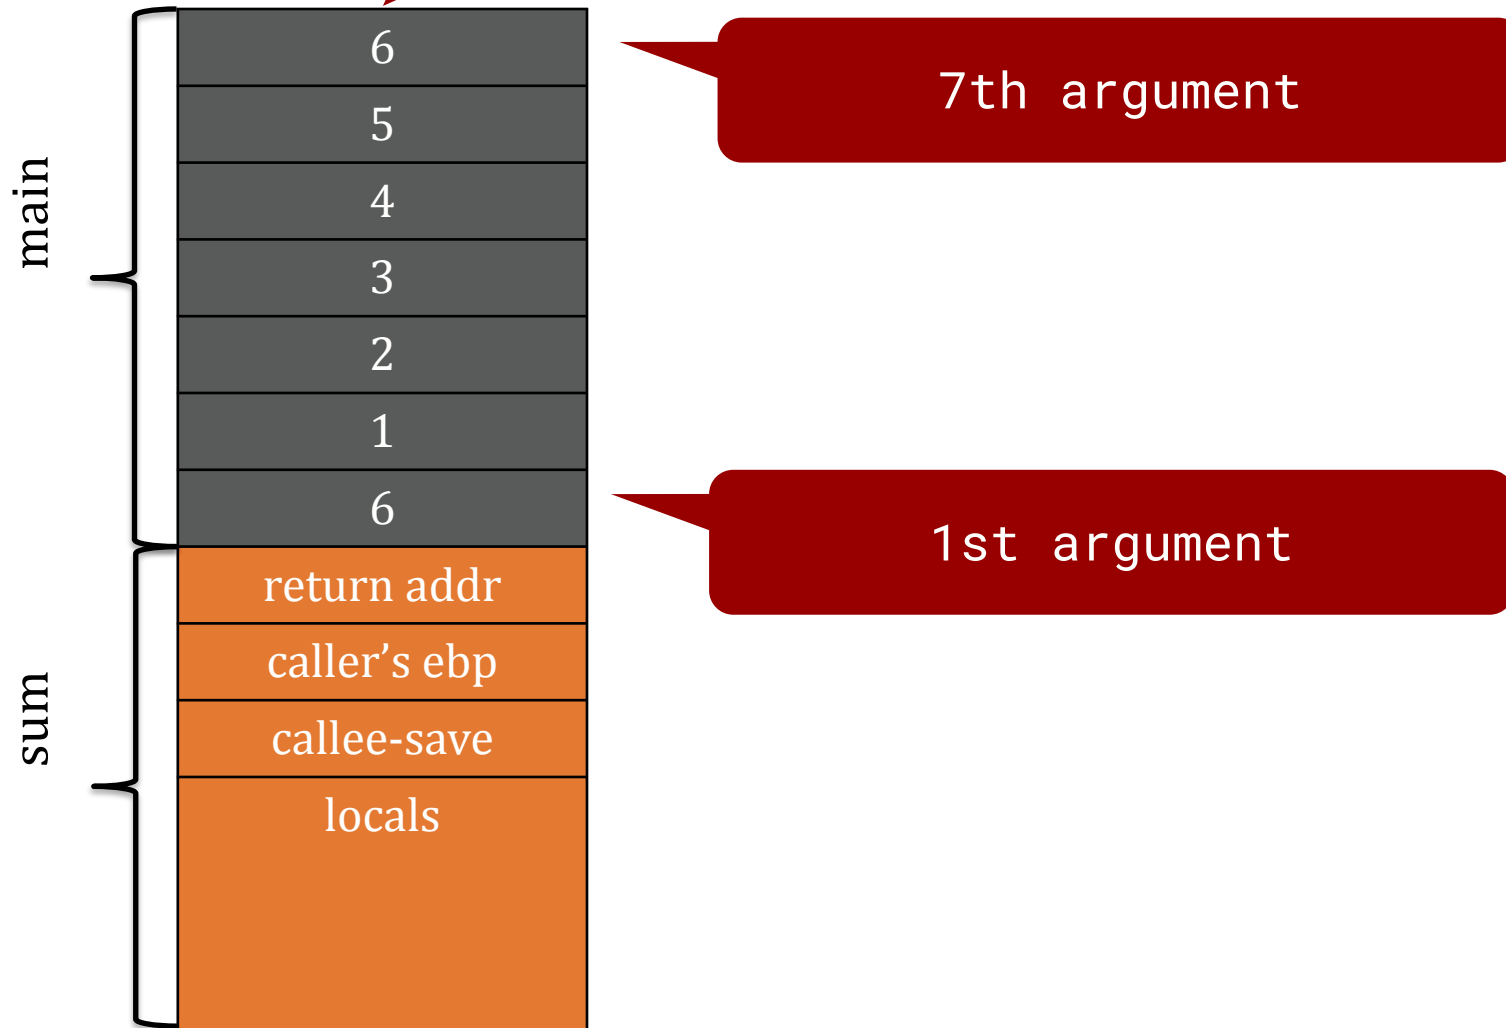 main
6
7th argument
5
4
3
2
1
6
1st argument
sum
return addr
caller’s ebp
callee-save
locals